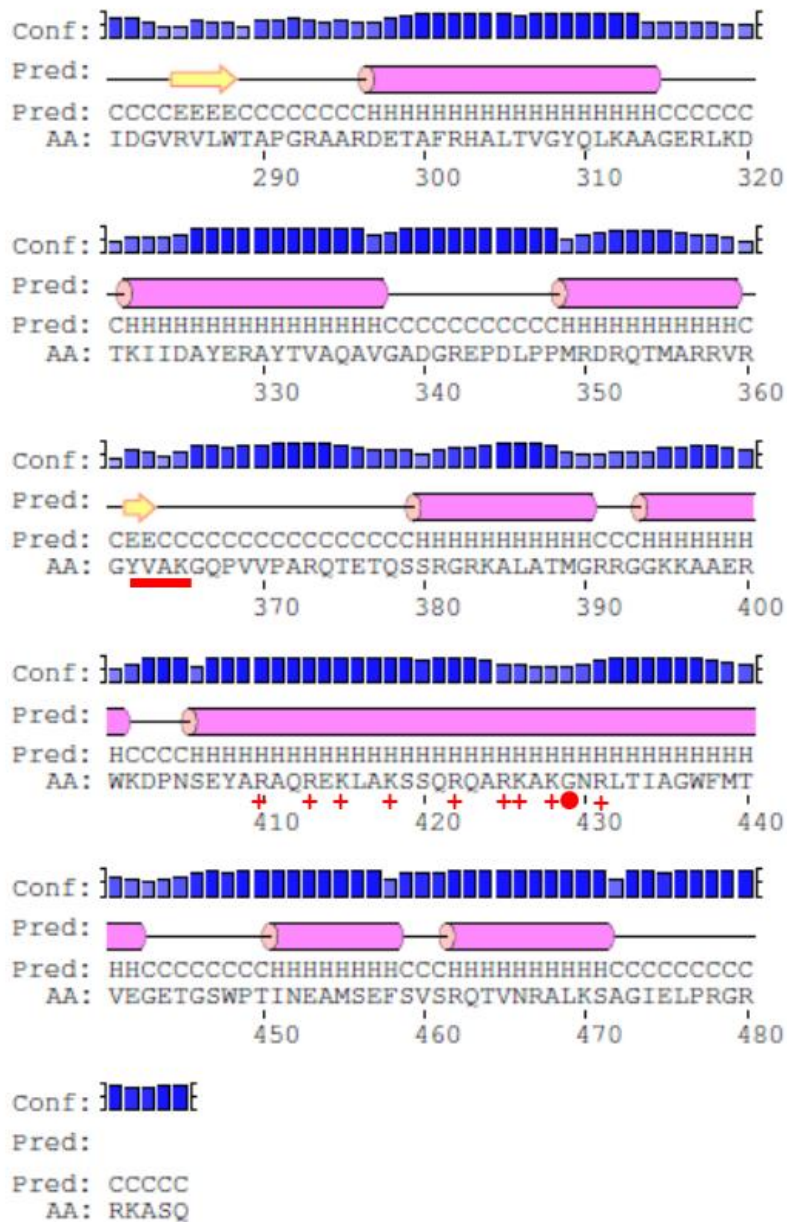 Conf:
Pred:
Pred: CCCCEEEECCCCCCCCHHHHHHHHHHHHHHHHHHCCCCCC
AA: IDGVRVLWTAPGRAARDETAFRHALTVGYQLKAAGERLKD
290 300 310 320
Conf:
Pred:
Pred: CHHHHHHHHHHHHHHHHCCCCCCCCCCCHHHHHHHHHHHC
AA: TKIIDAYERAYTVAQAVGADGREPDLPPMRDRQTMARRVR
330 340 350 360
Conf:
Pred:
Pred: CEECCCCCCCCCCCCCCCCHHHHHHHHHHHCCCHHHHHHH
AA: GYVAKGQPVVPARQTETQSSRGRKALATMGRRGGKKAAER
370 380 390 400
Conf:
Pred:
Pred: HCCCCHHHHHHHHHHHHHHHHHHHHHHHHHHHHHHHHHHH
AA: WKDPNSEYARAQREKLAKSSQRQARKAKGNRLTIAGWFMT
+ + + + + + + + +
410 420 430 440
Conf:
Pred:
Pred: HHCCCCCCCCHHHHHHHHCCCHHHHHHHHHHCCCCCCCCC
AA: VEGETGSWPTINEAMSEFSVSRQTVNRALKSAGIELPRGR
450 460 470 480
Conf:
Pred:
Pred: CCCCC
AA: RKASQ